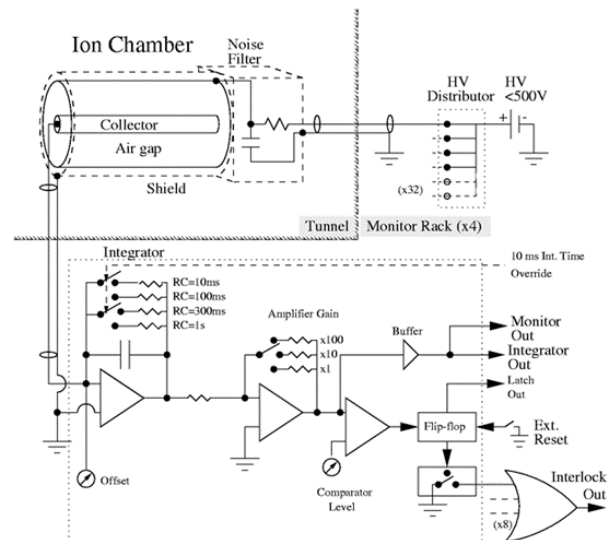 Ion Chamber
Noise
Filter
HV
Distributor
HV
<500V
+
-
Collector
Air gap
Shield
(x32)
Tunnel
Monitor Rack (x4)
Integrator
10 ms Int. Time
Override
RC=10ms
RC=100ms
RC=300ms
RC=1s
Amplifier Gain
x100
x10
x1
Buffer
Monitor
Out
Integrator
Out
Latch
Out
Flip-flop
Ext.
Reset
Offset
Comparator
Level
Interlock
Out
(x8)